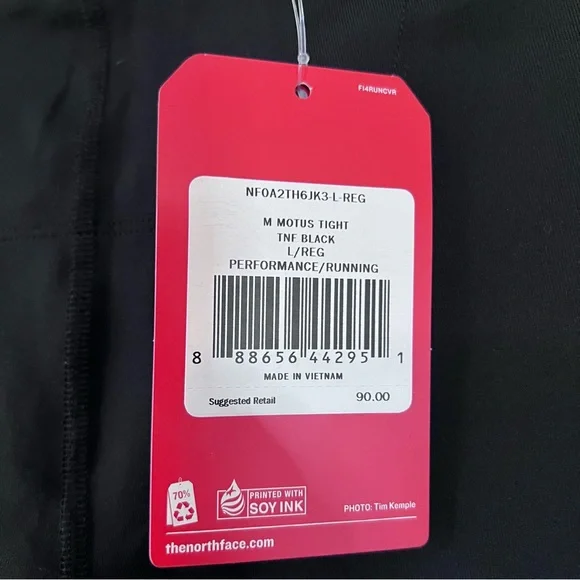 F14RUNCVR
NF0A2TH6JK3-L-REG
M MOTUS TIGHT
TNF BLACK
L/REG
PERFORMANCE/RUNNING
8 88656 44295 1
MADE IN VIETNAM
Suggested Retail 90.00
70%
PRINTED WITH
SOY INK
PHOTO: Tim Kemple
thenorthface.com